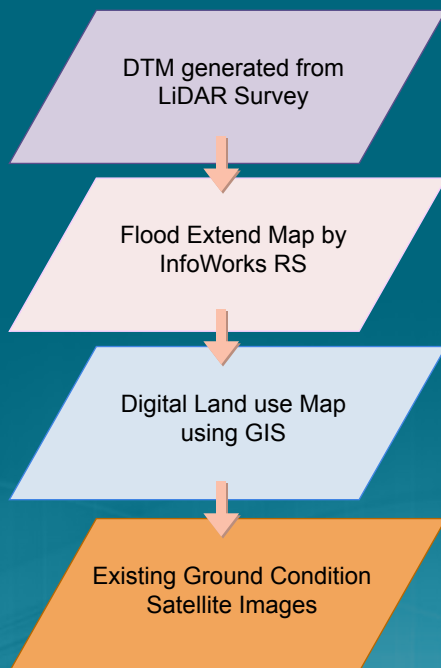 DTM generated from
LiDAR Survey
Flood Extend Map by
InfoWorks RS
Digital Land use Map
using GIS
Existing Ground Condition
Satellite Images